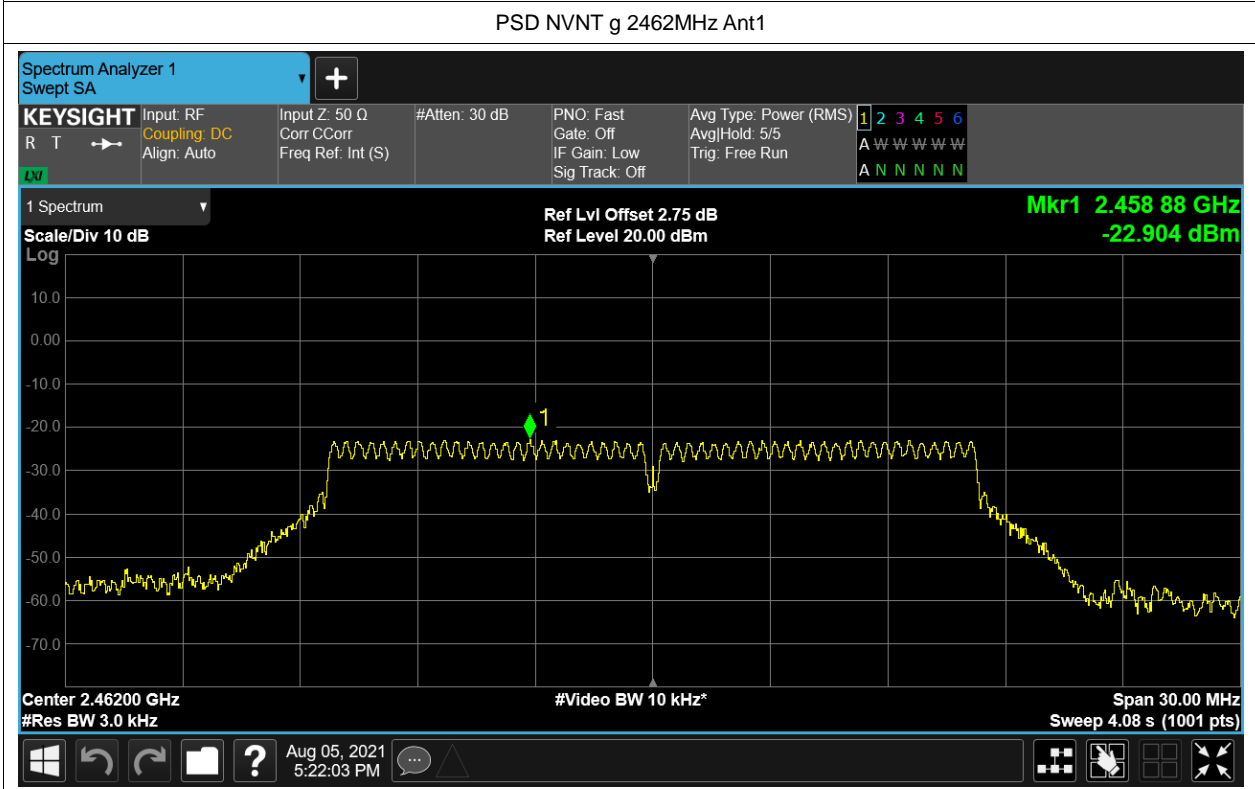 PSD NVNT g 2462MHz Ant1
Spectrum Analyzer 1
Swept SA
KEYSIGHT
R T
LXI
Input: RF
Coupling: DC
Align: Auto
Input Z: 50 Ω
Corr CCorr
Freq Ref: Int (S)
#Atten: 30 dB
PNO: Fast
Gate: Off
IF Gain: Low
Sig Track: Off
Avg Type: Power (RMS)
Avg|Hold: 5/5
Trig: Free Run
1 2 3 4 5 6
A W W W W W
A N N N N N
1 Spectrum
Scale/Div 10 dB
Log
Ref Lvl Offset 2.75 dB
Ref Level 20.00 dBm
Mkr1 2.458 88 GHz
-22.904 dBm
10.0
0.00
-10.0
1
-20.0
-30.0
-40.0
-50.0
-60.0
-70.0
Center 2.46200 GHz
#Res BW 3.0 kHz
#Video BW 10 kHz*
Span 30.00 MHz
Sweep 4.08 s (1001 pts)
?
Aug 05, 2021
5:22:03 PM